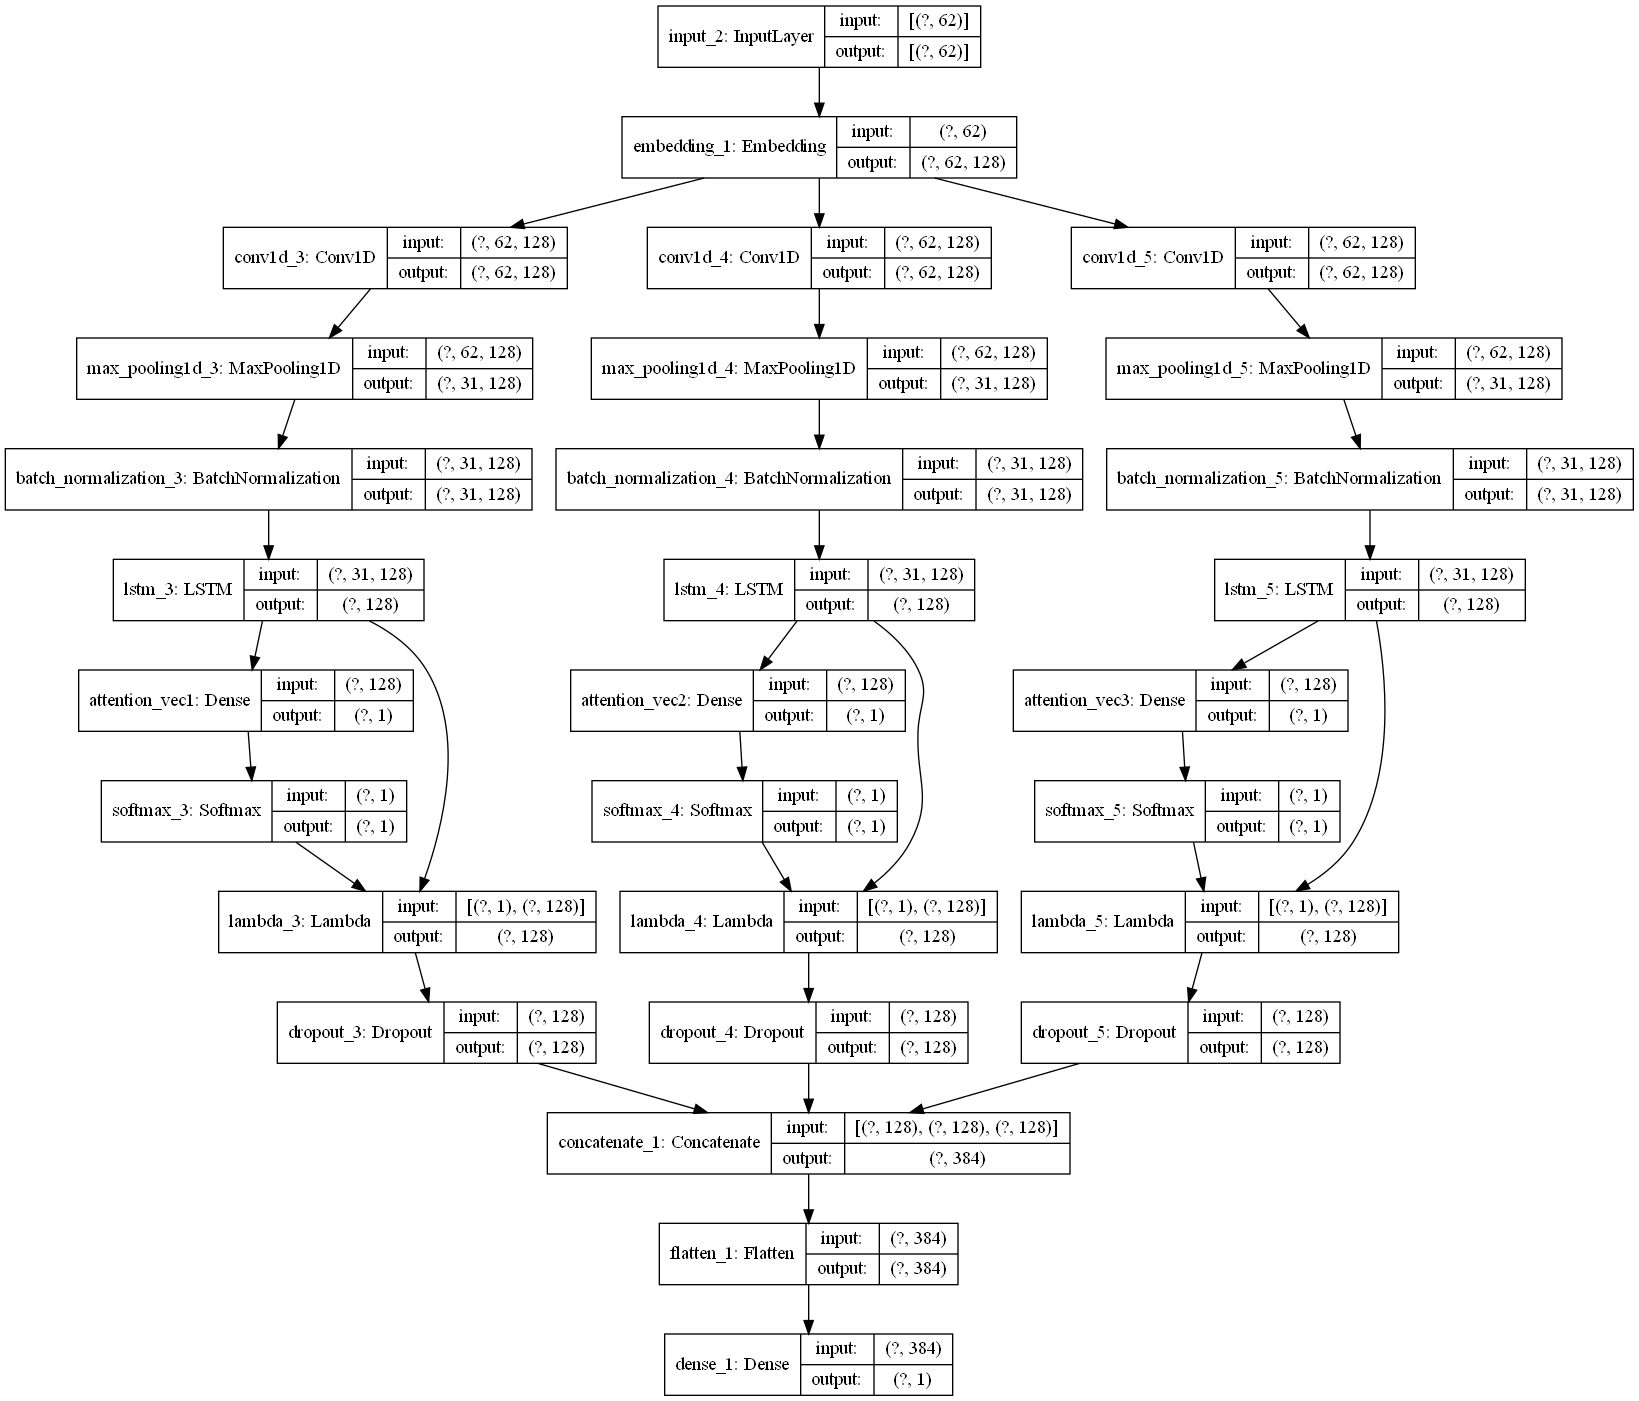 input_2: InputLayer
input: [(?, 62)]
output: [(?, 62)]
embedding_1: Embedding
input: (?, 62)
output: (?, 62, 128)
conv1d_3: Conv1D
input: (?, 62, 128)
output: (?, 62, 128)
conv1d_4: Conv1D
input: (?, 62, 128)
output: (?, 62, 128)
conv1d_5: Conv1D
input: (?, 62, 128)
output: (?, 62, 128)
max_pooling1d_3: MaxPooling1D
input: (?, 62, 128)
output: (?, 31, 128)
max_pooling1d_4: MaxPooling1D
input: (?, 62, 128)
output: (?, 31, 128)
max_pooling1d_5: MaxPooling1D
input: (?, 62, 128)
output: (?, 31, 128)
batch_normalization_3: BatchNormalization
input: (?, 31, 128)
output: (?, 31, 128)
batch_normalization_4: BatchNormalization
input: (?, 31, 128)
output: (?, 31, 128)
batch_normalization_5: BatchNormalization
input: (?, 31, 128)
output: (?, 31, 128)
lstm_3: LSTM
input: (?, 31, 128)
output: (?, 128)
lstm_4: LSTM
input: (?, 31, 128)
output: (?, 128)
lstm_5: LSTM
input: (?, 31, 128)
output: (?, 128)
attention_vec1: Dense
input: (?, 128)
output: (?, 1)
attention_vec2: Dense
input: (?, 128)
output: (?, 1)
attention_vec3: Dense
input: (?, 128)
output: (?, 1)
softmax_3: Softmax
input: (?, 1)
output: (?, 1)
softmax_4: Softmax
input: (?, 1)
output: (?, 1)
softmax_5: Softmax
input: (?, 1)
output: (?, 1)
lambda_3: Lambda
input: [(?, 1), (?, 128)]
output: (?, 128)
lambda_4: Lambda
input: [(?, 1), (?, 128)]
output: (?, 128)
lambda_5: Lambda
input: [(?, 1), (?, 128)]
output: (?, 128)
dropout_3: Dropout
input: (?, 128)
output: (?, 128)
dropout_4: Dropout
input: (?, 128)
output: (?, 128)
dropout_5: Dropout
input: (?, 128)
output: (?, 128)
concatenate_1: Concatenate
input: [(?, 128), (?, 128), (?, 128)]
output: (?, 384)
flatten_1: Flatten
input: (?, 384)
output: (?, 384)
dense_1: Dense
input: (?, 384)
output: (?, 1)